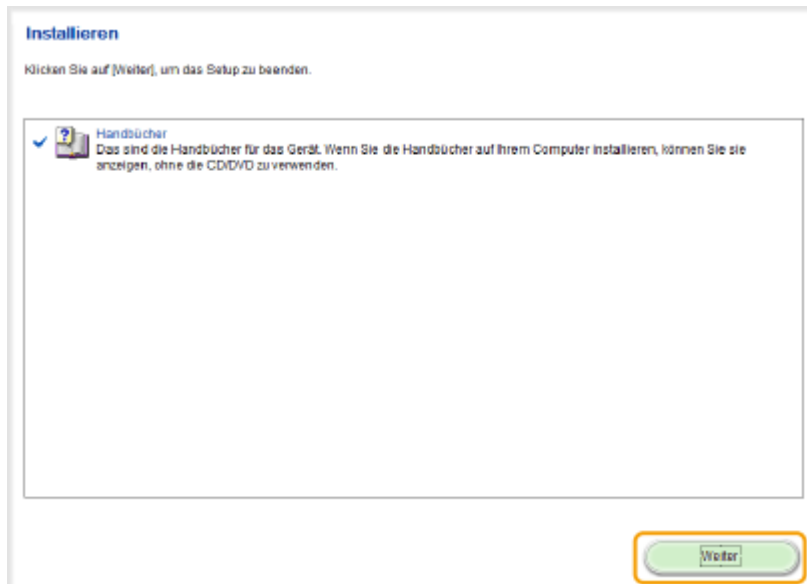 Installieren
Klicken Sie auf [Weiter], um das Setup zu beenden.
Handbücher
Das sind die Handbücher für das Gerät. Wenn Sie die Handbücher auf Ihrem Computer installieren, können Sie sie
anzeigen, ohne die CD/DVD zu verwenden.
Weiter